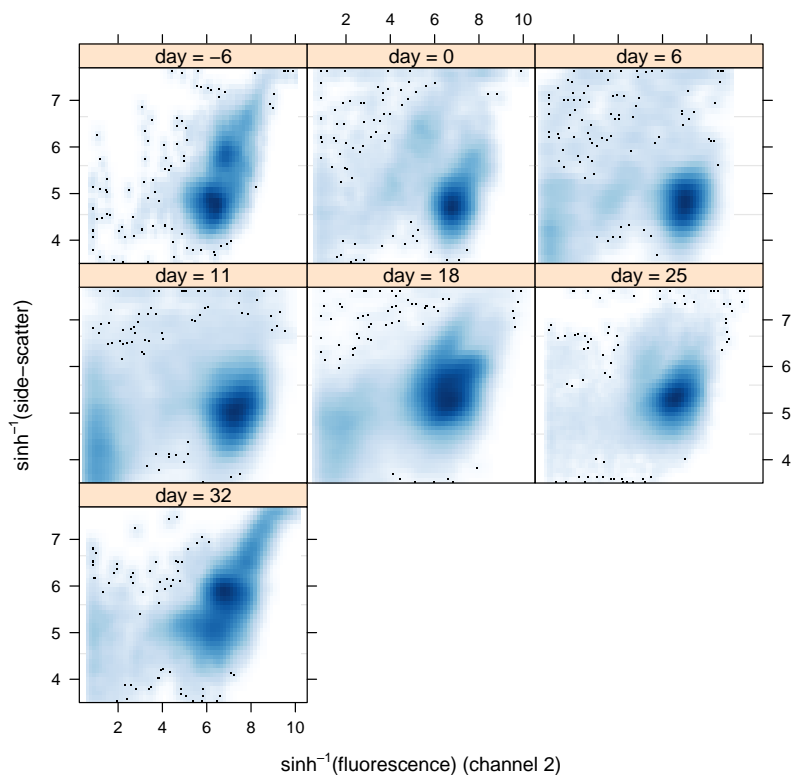 2 4 6 8 10
day = −6 day = 0 day = 6
7
6
5
4
day = 11 day = 18 day = 25
7
6
5
4
day = 32
7
6
5
4
2 4 6 8 10
sinh⁻¹(side−scatter)
sinh⁻¹(fluorescence) (channel 2)